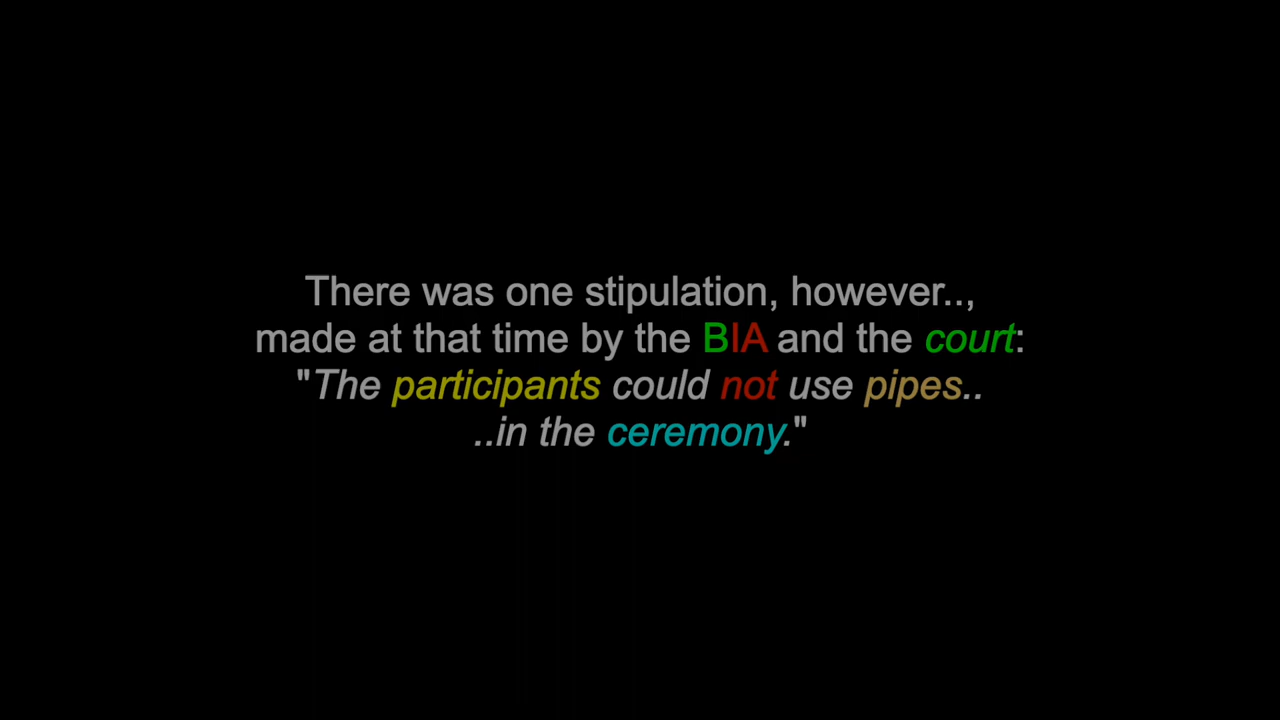 There was one stipulation, however..,
made at that time by the BIA and the court:
"The participants could not use pipes..
..in the ceremony."